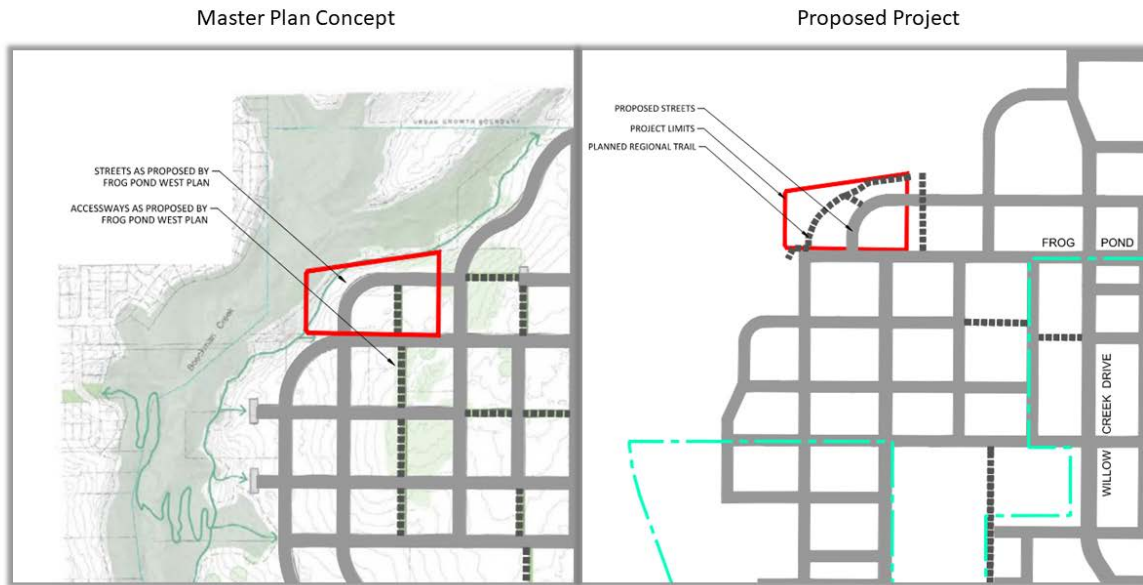 Master Plan Concept
Proposed Project
URBAN GROWTH BOUNDARY
STREETS AS PROPOSED BY
FROG POND WEST PLAN
ACCESSWAYS AS PROPOSED BY
FROG POND WEST PLAN
Boeckman Creek
PROPOSED STREETS
PROJECT LIMITS
PLANNED REGIONAL TRAIL
FROG POND
WILLOW CREEK DRIVE